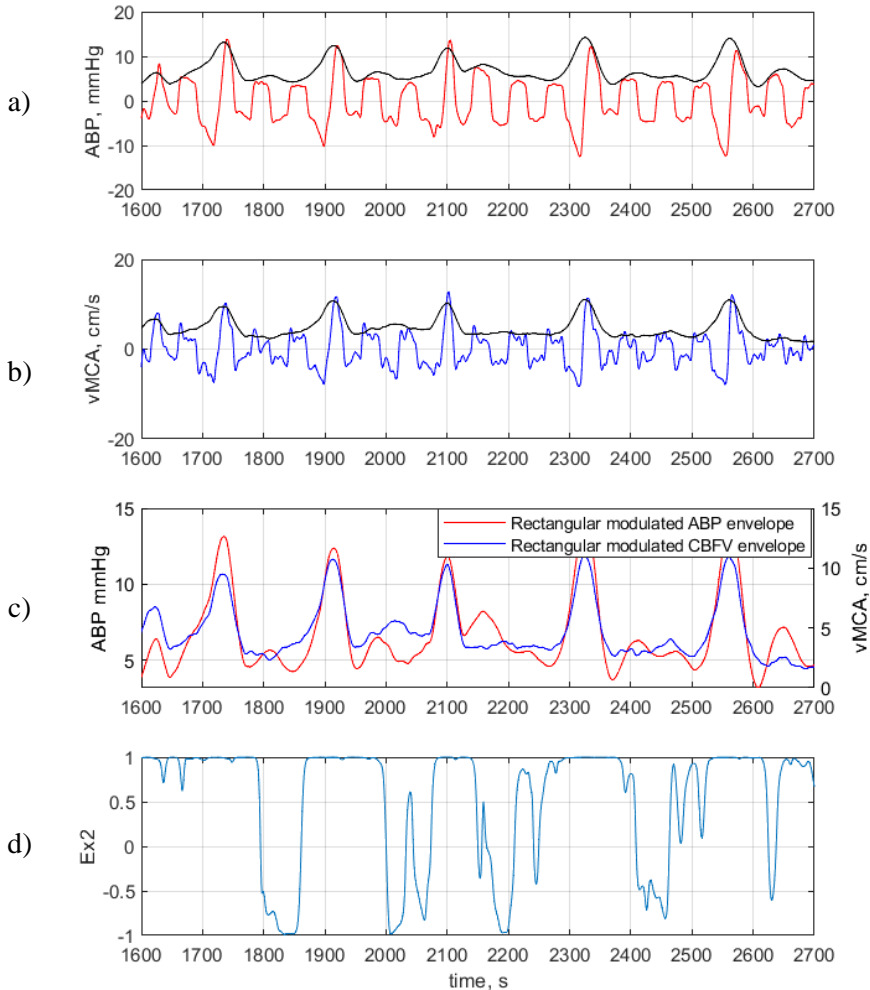 a)
ABP, mmHg
20
10
0
-10
-20
1600 1700 1800 1900 2000 2100 2200 2300 2400 2500 2600 2700
b)
vMCA, cm/s
20
0
-20
1600 1700 1800 1900 2000 2100 2200 2300 2400 2500 2600 2700
c)
ABP mmHg
15
10
5
Rectangular modulated ABP envelope
Rectangular modulated CBFV envelope
15
10
5
0
vMCA, cm/s
1600 1700 1800 1900 2000 2100 2200 2300 2400 2500 2600 2700
d)
Ex2
1
0.5
0
-0.5
-1
1600 1700 1800 1900 2000 2100 2200 2300 2400 2500 2600 2700
time, s